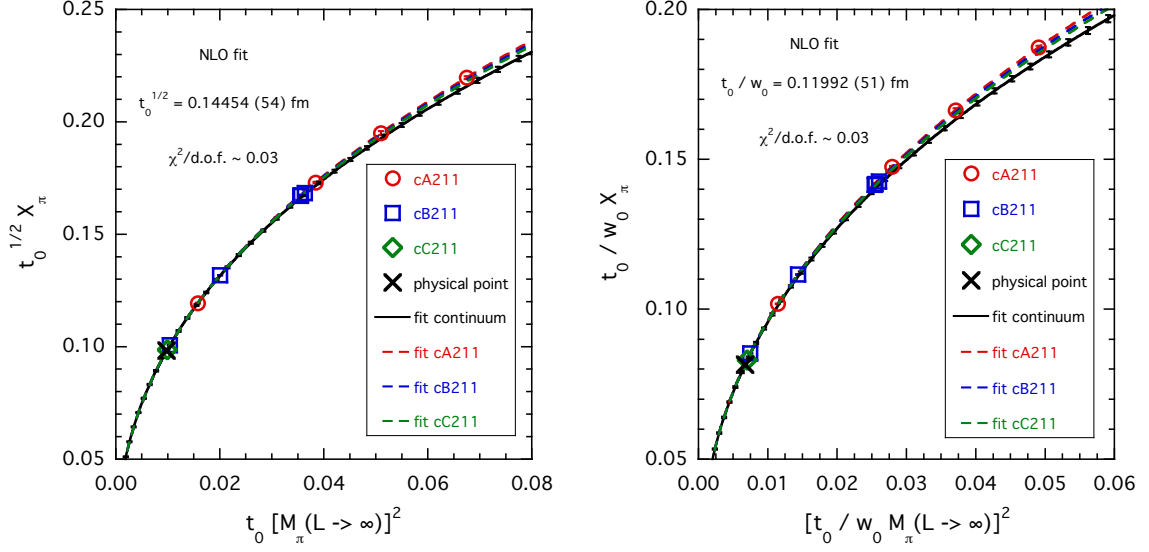 0.25
0.20
0.15
0.10
0.05
t₀^1/2 X_π
NLO fit
t₀^1/2 = 0.14454 (54) fm
χ²/d.o.f. ~ 0.03
cA211
cB211
cC211
physical point
fit continuum
fit cA211
fit cB211
fit cC211
0.00 0.02 0.04 0.06 0.08
t₀ [M_π(L -> ∞)]²
0.20
0.15
0.10
0.05
t₀ / w₀ X_π
NLO fit
t₀ / w₀ = 0.11992 (51) fm
χ²/d.o.f. ~ 0.03
cA211
cB211
cC211
physical point
fit continuum
fit cA211
fit cB211
fit cC211
0.00 0.01 0.02 0.03 0.04 0.05 0.06
[t₀ / w₀ M_π(L -> ∞)]²